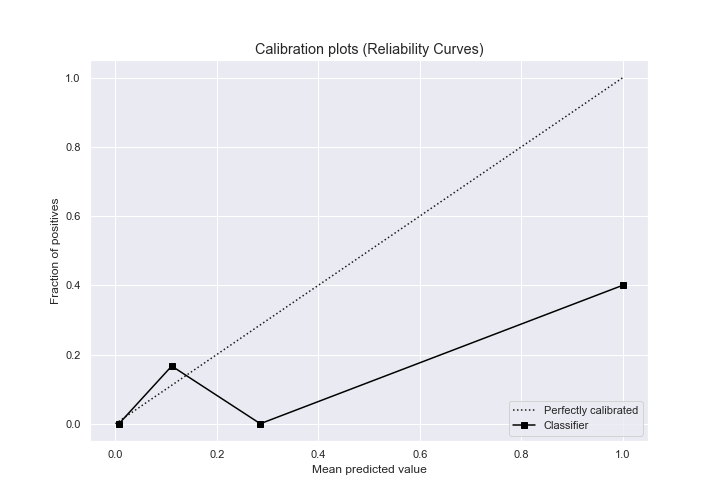 Calibration plots (Reliability Curves)
1.0
0.8
0.6
0.4
0.2
0.0
Fraction of positives
0.0 0.2 0.4 0.6 0.8 1.0
Mean predicted value
Perfectly calibrated
Classifier